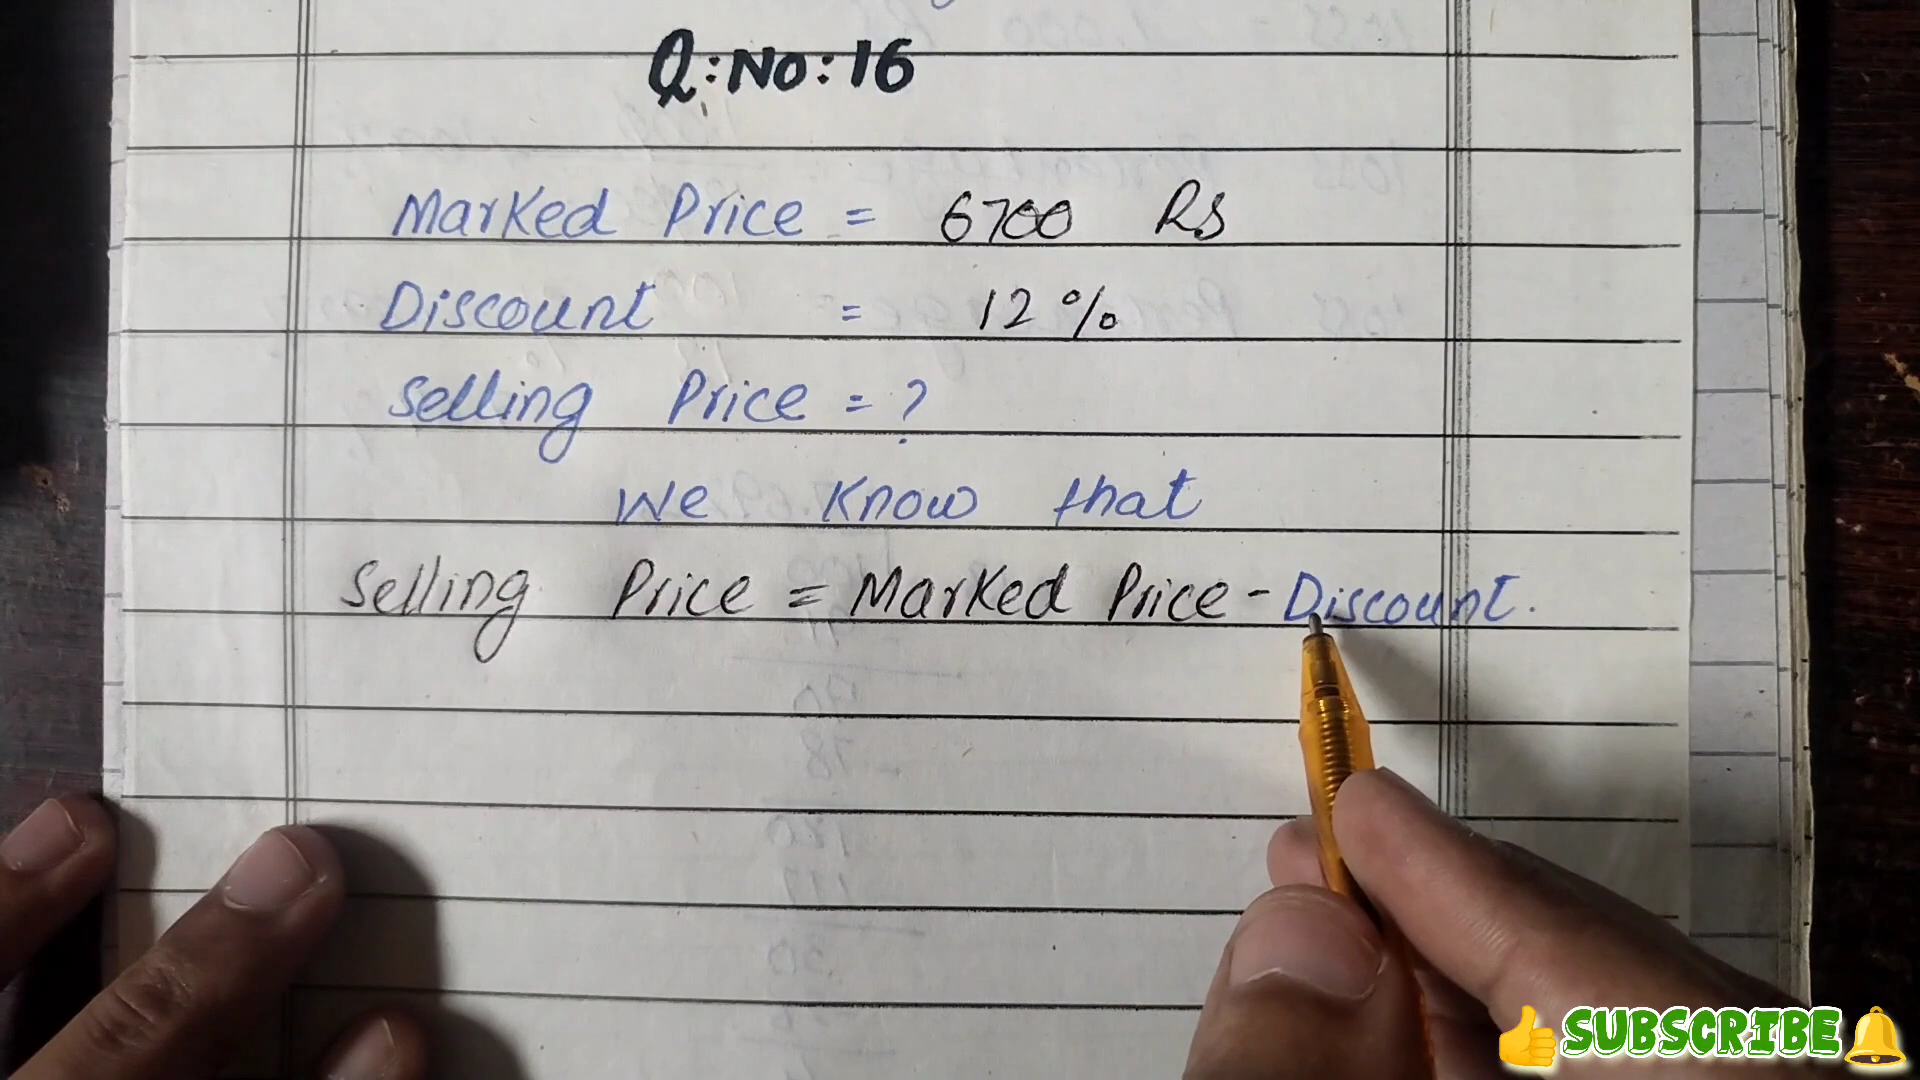 Q:No:16
Marked Price = 6700 RS
Discount = 12%
Selling Price = ?
We Know that
Selling Price = Marked Price - Discount.
SUBSCRIBE